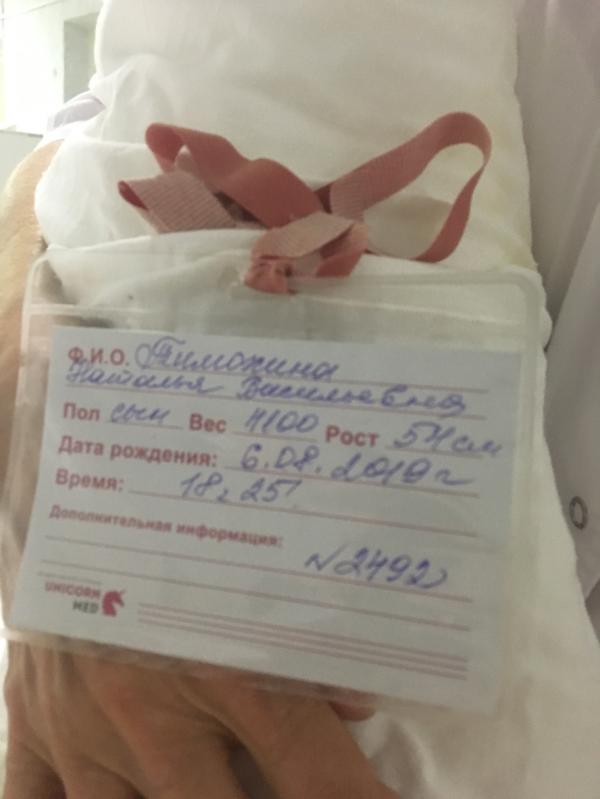 Ф.И.О. Тимохина
Наталья Васильевна
Пол сын Вес 4100 Рост 54 см
Дата рождения: 6.08.2019 г
Время: 18, 25'
Дополнительная информация:
N2492
UNICORN
MED